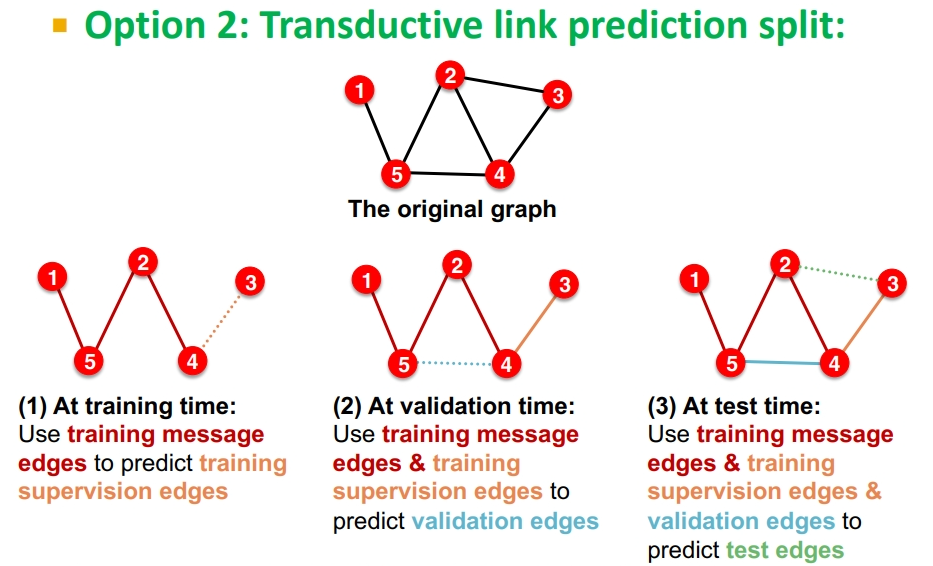 Option 2: Transductive link prediction split:
1
2
3
5
4
The original graph
1
2
3
5
4
1
2
3
5
4
1
2
3
5
4
(1) At training time:
Use training message
edges to predict training
supervision edges
(2) At validation time:
Use training message
edges & training
supervision edges to
predict validation edges
(3) At test time:
Use training message
edges & training
supervision edges &
validation edges to
predict test edges